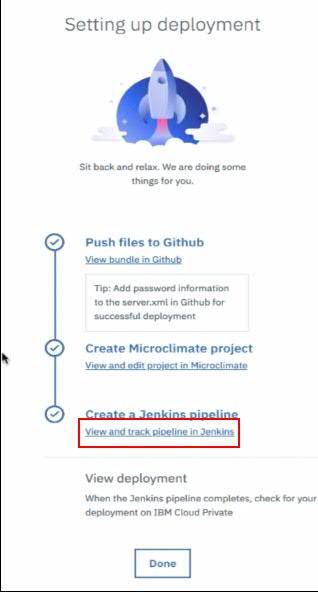 Setting up deployment
Sit back and relax. We are doing some
things for you.
Push files to Github
View bundle in Github
Tip: Add password information
to the server.xml in Github for
successful deployment
Create Microclimate project
View and edit project in Microclimate
Create a Jenkins pipeline
View and track pipeline in Jenkins
View deployment
When the Jenkins pipeline completes, check for your
deployment on IBM Cloud Private
Done